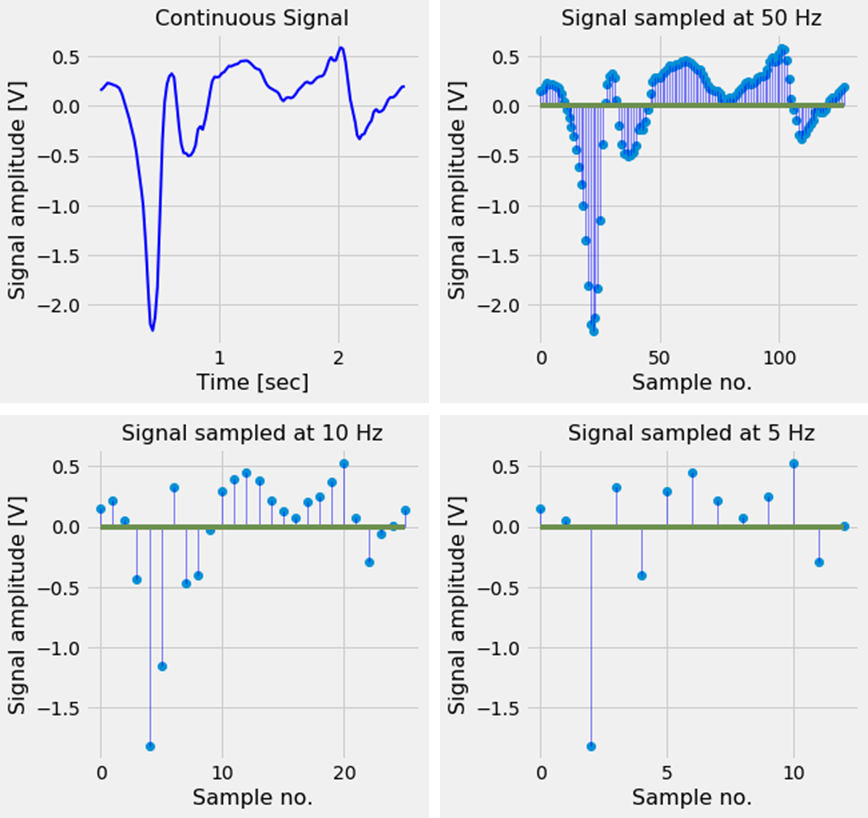 Continuous Signal
Signal amplitude [V]
0.5
0.0
−0.5
−1.0
−1.5
−2.0
1
2
Time [sec]
Signal sampled at 50 Hz
Signal amplitude [V]
0.5
0.0
−0.5
−1.0
−1.5
−2.0
0
50
100
Sample no.
Signal sampled at 10 Hz
Signal amplitude [V]
0.5
0.0
−0.5
−1.0
−1.5
0
10
20
Sample no.
Signal sampled at 5 Hz
Signal amplitude [V]
0.5
0.0
−0.5
−1.0
−1.5
0
5
10
Sample no.